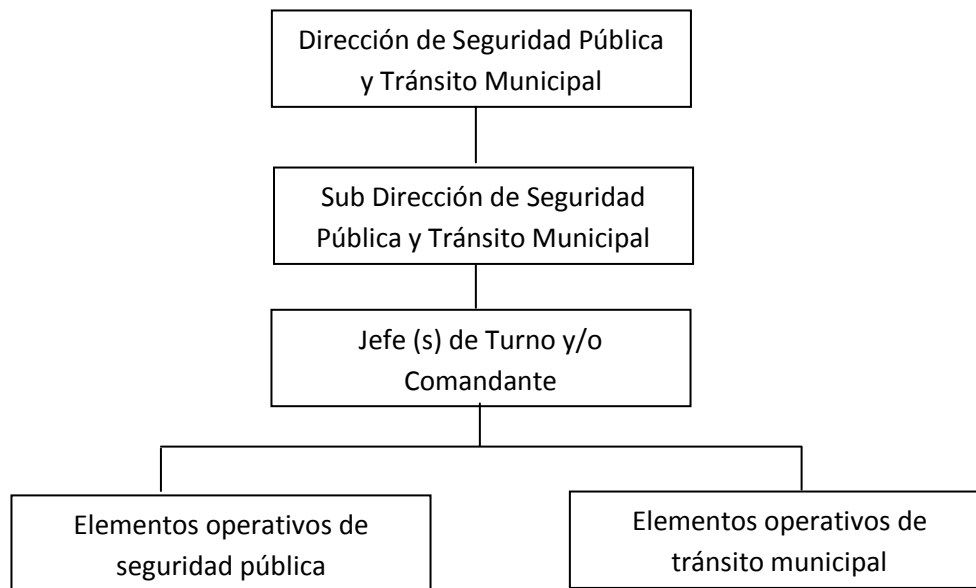 Dirección de Seguridad Pública
y Tránsito Municipal
Sub Dirección de Seguridad
Pública y Tránsito Municipal
Jefe (s) de Turno y/o
Comandante
Elementos operativos de
seguridad pública
Elementos operativos de
tránsito municipal